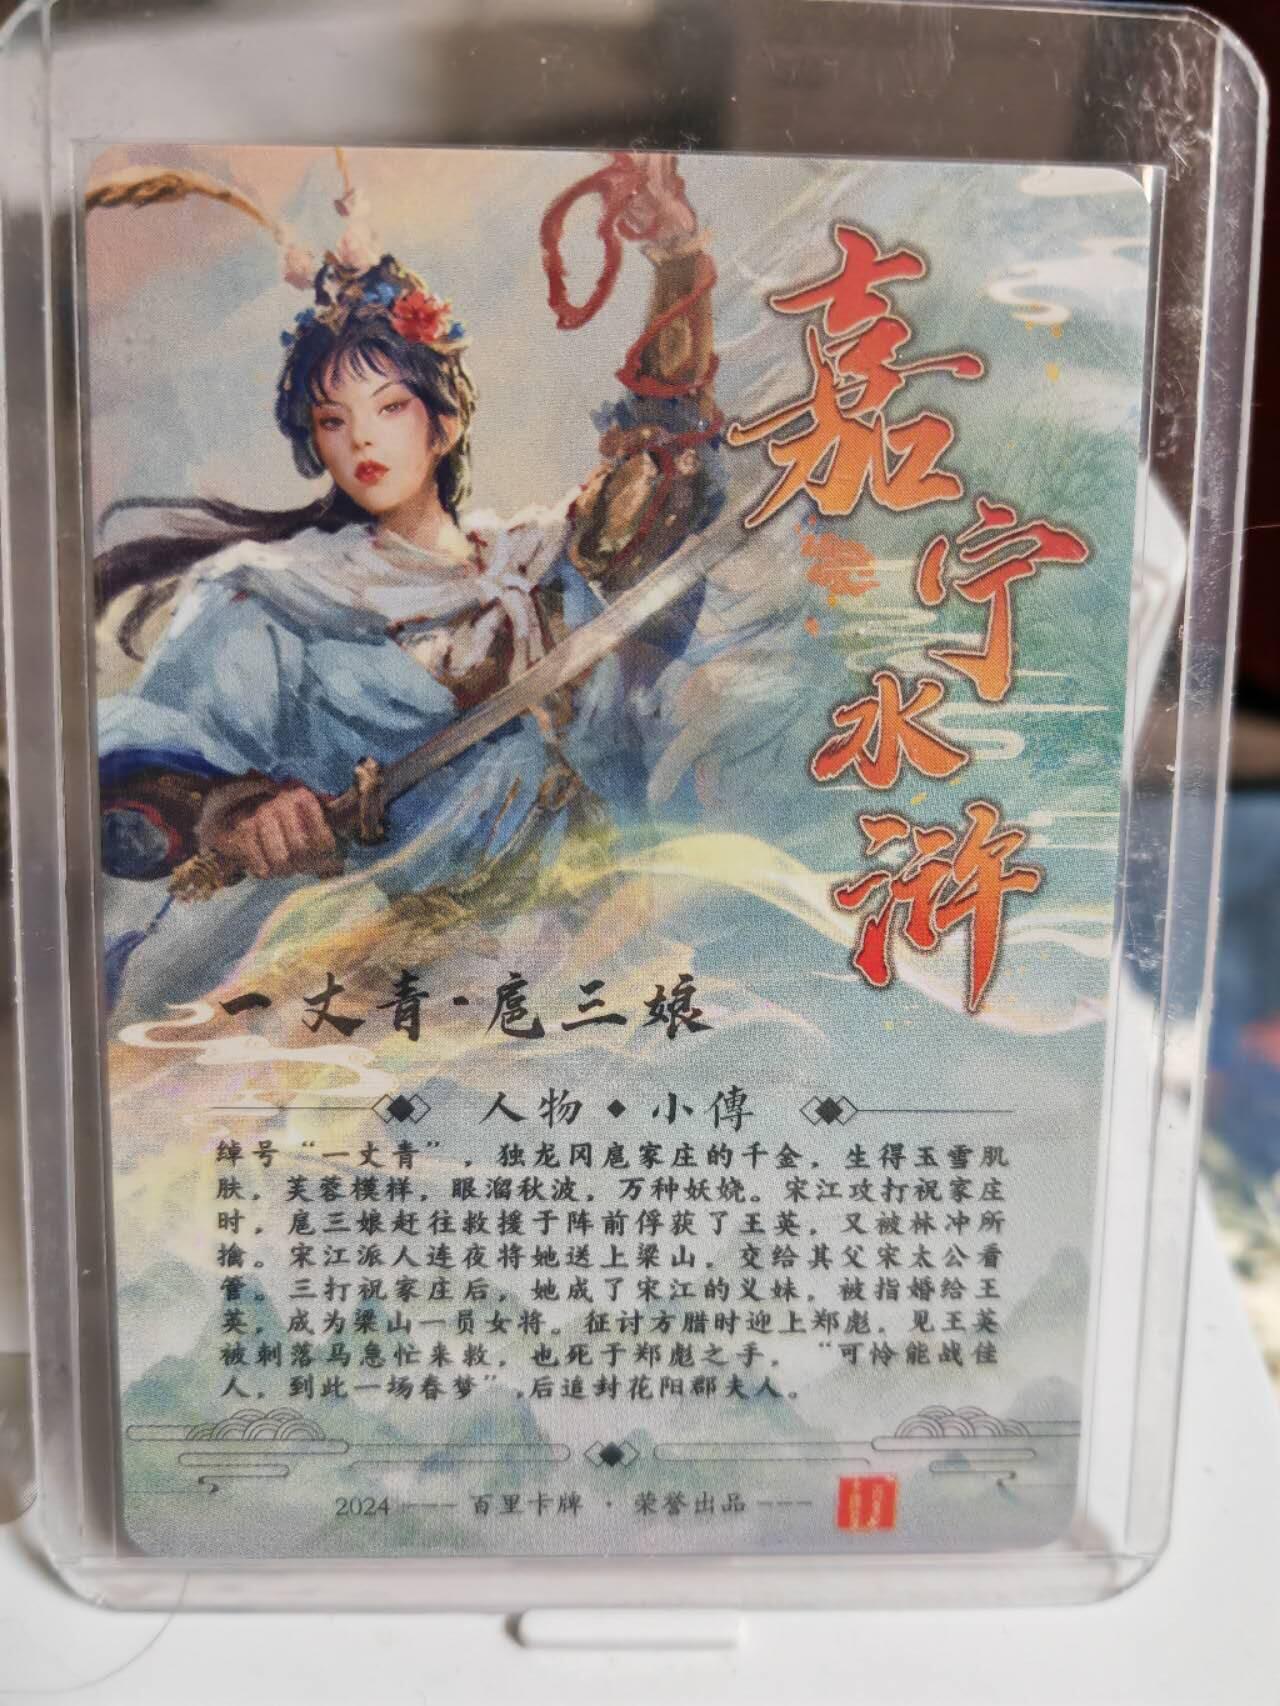 嘉宁水浒
一丈青·扈三娘
人物◆小傳
绰号“一丈青”，独龙冈扈家庄的千金，生得玉雪肌
肤，芙蓉模样，眼溜秋波，万种妖娆。宋江攻打祝家庄
时，扈三娘赶往救援于阵前俘获了王英，又被林冲所
擒。宋江派人连夜将她送上梁山，交给其父宋太公看
管。三打祝家庄后，她成了宋江的义妹，被指婚给王
英，成为梁山一员女将。征讨方腊时迎上郑彪，见王英
被刺落马急忙来救，也死于郑彪之手，“可怜能战佳
人，到此一场春梦”，后追封花阳郡夫人。
2024---百里卡牌·荣誉出品---